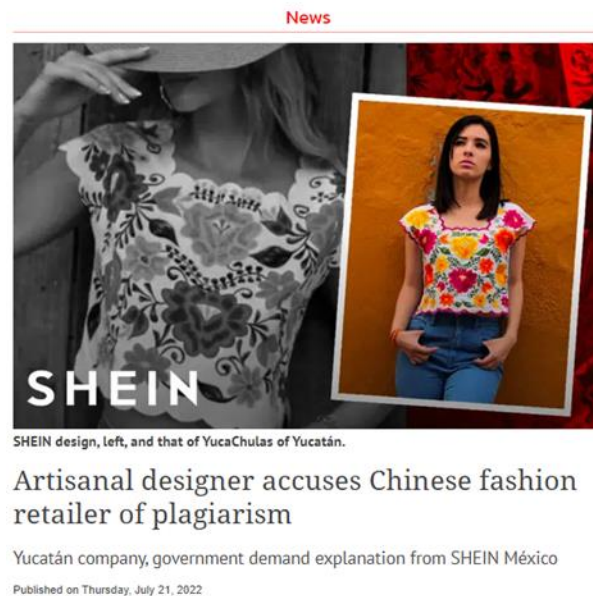 News
SHEIN
SHEIN design, left, and that of YucaChulas of Yucatán.
Artisanal designer accuses Chinese fashion
retailer of plagiarism
Yucatán company, government demand explanation from SHEIN México
Published on Thursday, July 21, 2022